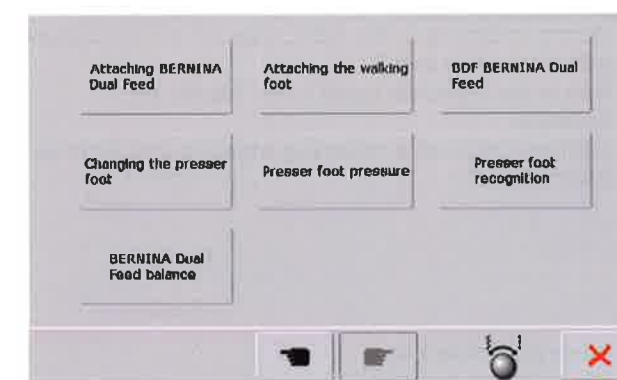 Attaching BERNINA
Dual Feed
Attaching the walking
foot
BDF BERNINA Dual
Feed
Changing the presser
foot
Presser foot pressure
Presser foot
recognition
BERNINA Dual
Feed balance